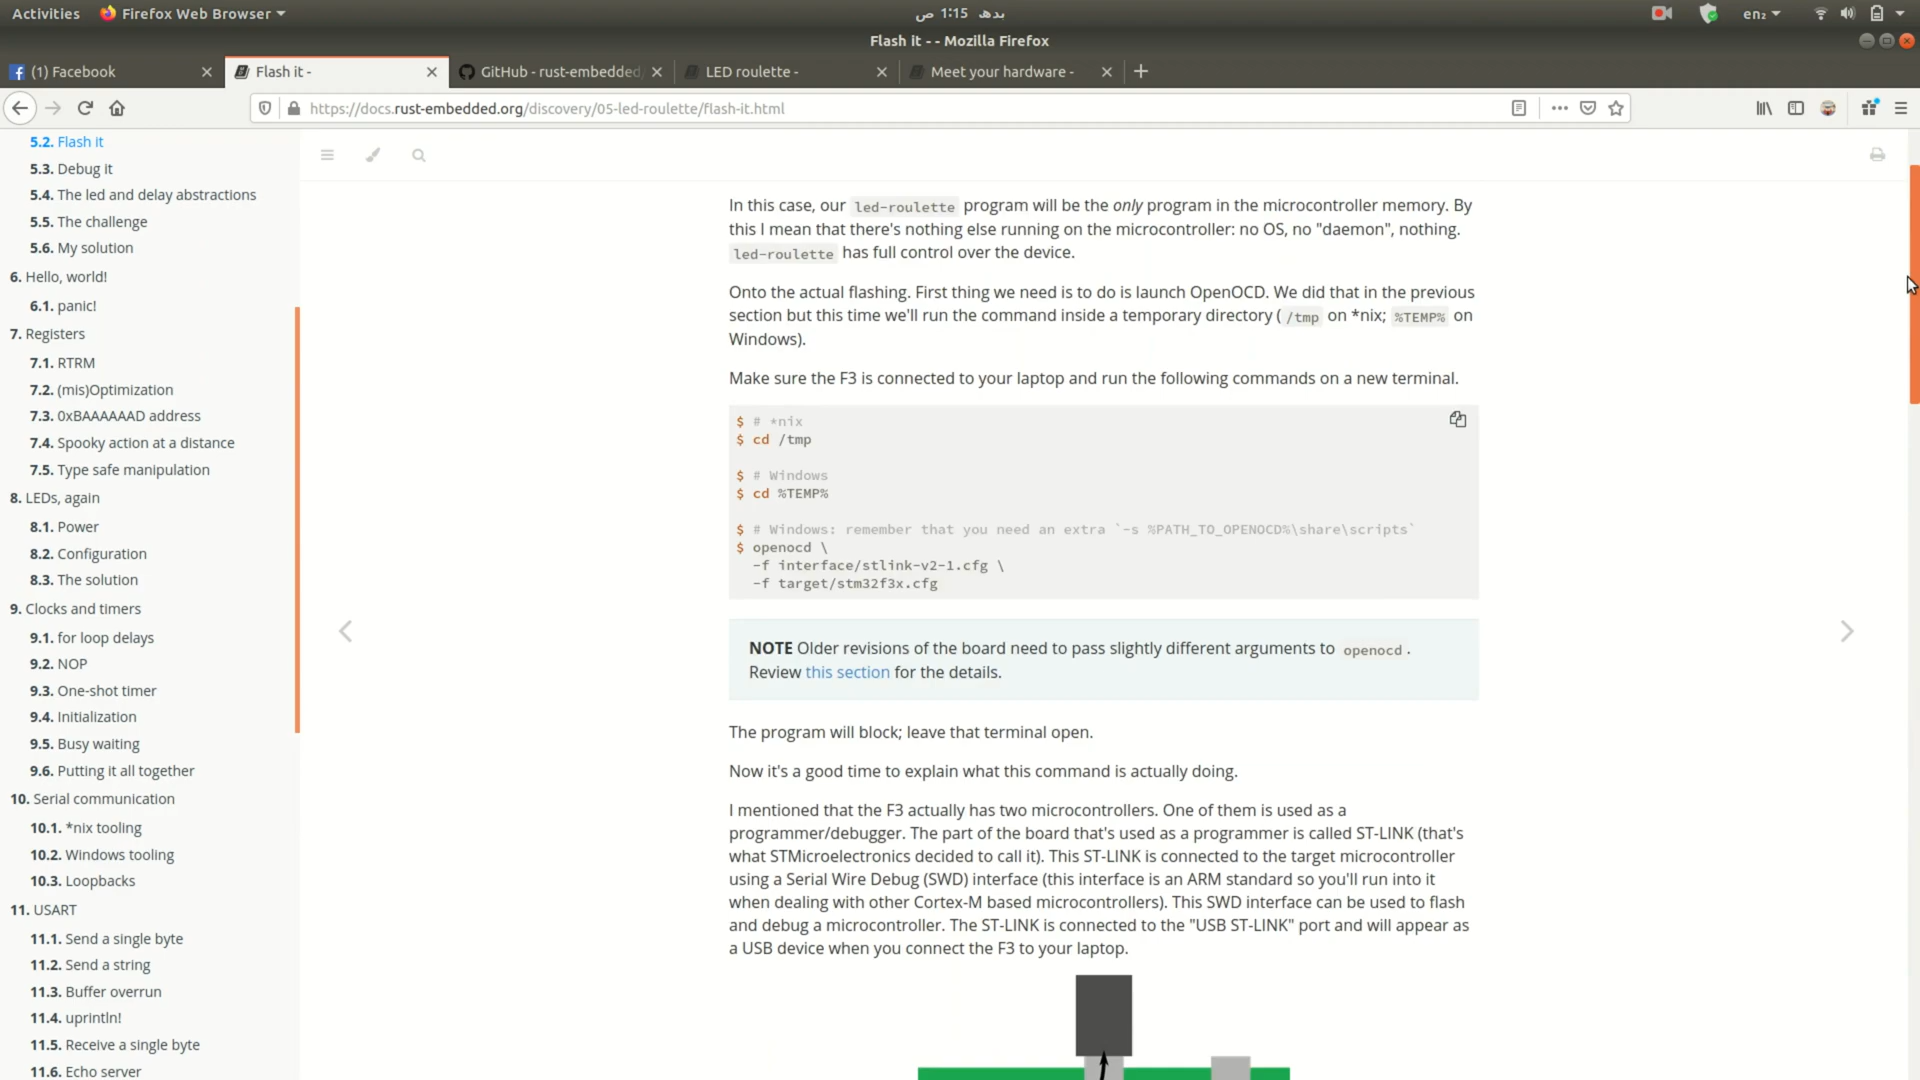 Activities Firefox Web Browser بدھ 1:15 ص en₂
Flash it - - Mozilla Firefox
(1) Facebook Flash it - GitHub - rust-embedded/ LED roulette - Meet your hardware -
https://docs.rust-embedded.org/discovery/05-led-roulette/flash-it.html
5.2. Flash it
5.3. Debug it
5.4. The led and delay abstractions
5.5. The challenge
5.6. My solution
6. Hello, world!
6.1. panic!
7. Registers
7.1. RTRM
7.2. (mis)Optimization
7.3. 0xBAAAAAAD address
7.4. Spooky action at a distance
7.5. Type safe manipulation
8. LEDs, again
8.1. Power
8.2. Configuration
8.3. The solution
9. Clocks and timers
9.1. for loop delays
9.2. NOP
9.3. One-shot timer
9.4. Initialization
9.5. Busy waiting
9.6. Putting it all together
10. Serial communication
10.1. *nix tooling
10.2. Windows tooling
10.3. Loopbacks
11. USART
11.1. Send a single byte
11.2. Send a string
11.3. Buffer overrun
11.4. uprintln!
11.5. Receive a single byte
11.6. Echo server
In this case, our led-roulette program will be the only program in the microcontroller memory. By
this I mean that there's nothing else running on the microcontroller: no OS, no "daemon", nothing.
led-roulette has full control over the device.
Onto the actual flashing. First thing we need is to do is launch OpenOCD. We did that in the previous
section but this time we'll run the command inside a temporary directory ( /tmp on *nix; %TEMP% on
Windows).
Make sure the F3 is connected to your laptop and run the following commands on a new terminal.
$ # *nix
$ cd /tmp
$ # Windows
$ cd %TEMP%
$ # Windows: remember that you need an extra `-s %PATH_TO_OPENOCD%\share\scripts`
$ openocd \
-f interface/stlink-v2-1.cfg \
-f target/stm32f3x.cfg
NOTE Older revisions of the board need to pass slightly different arguments to openocd .
Review this section for the details.
The program will block; leave that terminal open.
Now it's a good time to explain what this command is actually doing.
I mentioned that the F3 actually has two microcontrollers. One of them is used as a
programmer/debugger. The part of the board that's used as a programmer is called ST-LINK (that's
what STMicroelectronics decided to call it). This ST-LINK is connected to the target microcontroller
using a Serial Wire Debug (SWD) interface (this interface is an ARM standard so you'll run into it
when dealing with other Cortex-M based microcontrollers). This SWD interface can be used to flash
and debug a microcontroller. The ST-LINK is connected to the "USB ST-LINK" port and will appear as
a USB device when you connect the F3 to your laptop.